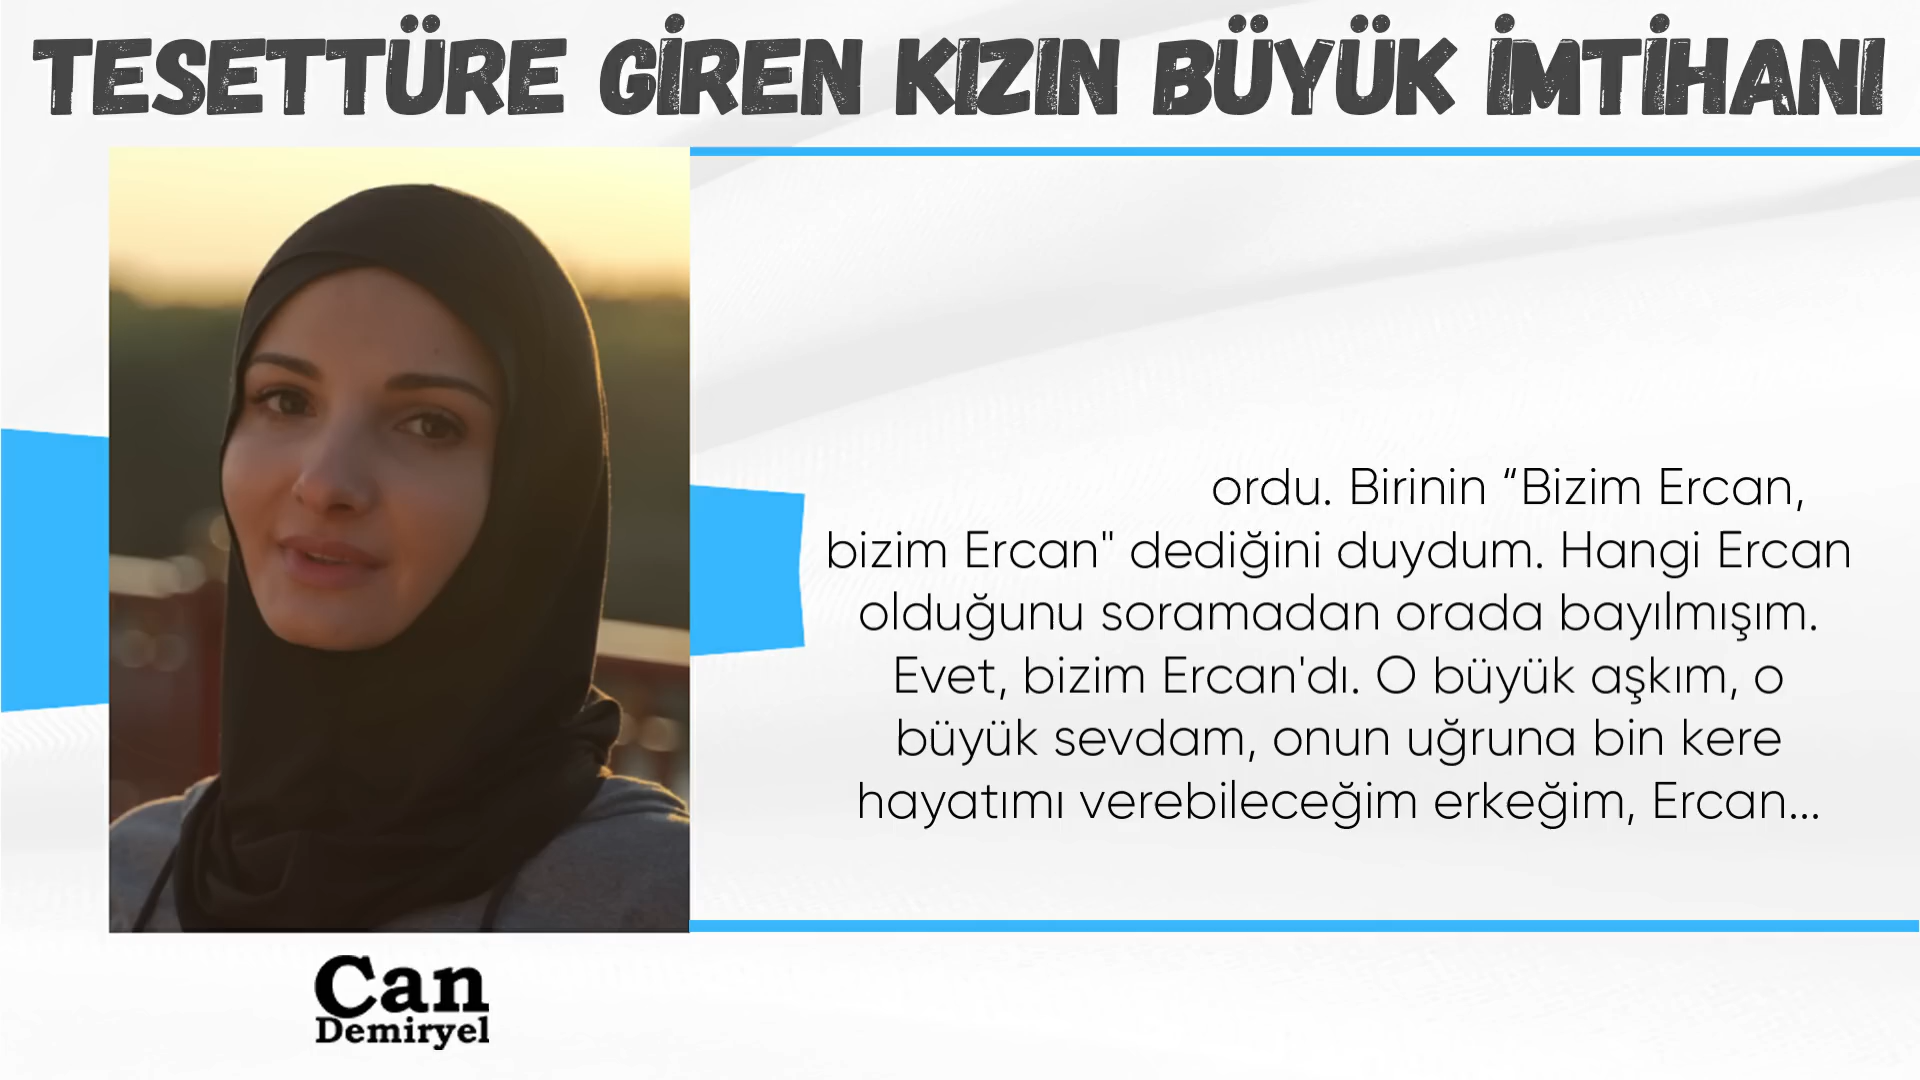 TESETTÜRE GİREN KIZIN BÜYÜK İMTİHANI
ordu. Birinin “Bizim Ercan,
bizim Ercan" dediğini duydum. Hangi Ercan
olduğunu soramadan orada bayılmışım.
Evet, bizim Ercan'dı. O büyük aşkım, o
büyük sevdam, onun uğruna bin kere
hayatımı verebileceğim erkeğim, Ercan...
Can
Demiryel